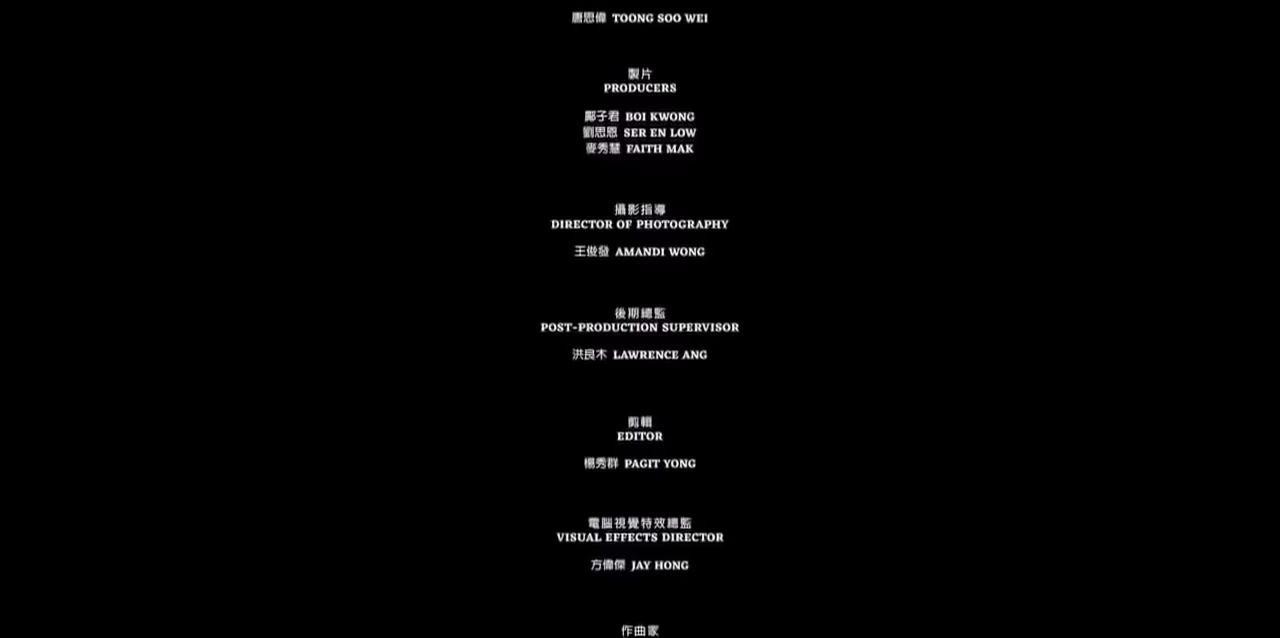 唐思偉 TOONG SOO WEI
製片
PRODUCERS
鄺子君 BOI KWONG
劉思恩 SER EN LOW
麥秀慧 FAITH MAK
攝影指導
DIRECTOR OF PHOTOGRAPHY
王俊發 AMANDI WONG
後期總監
POST-PRODUCTION SUPERVISOR
洪良木 LAWRENCE ANG
剪輯
EDITOR
楊秀群 PAGIT YONG
電腦視覺特效總監
VISUAL EFFECTS DIRECTOR
方偉傑 JAY HONG
作曲家